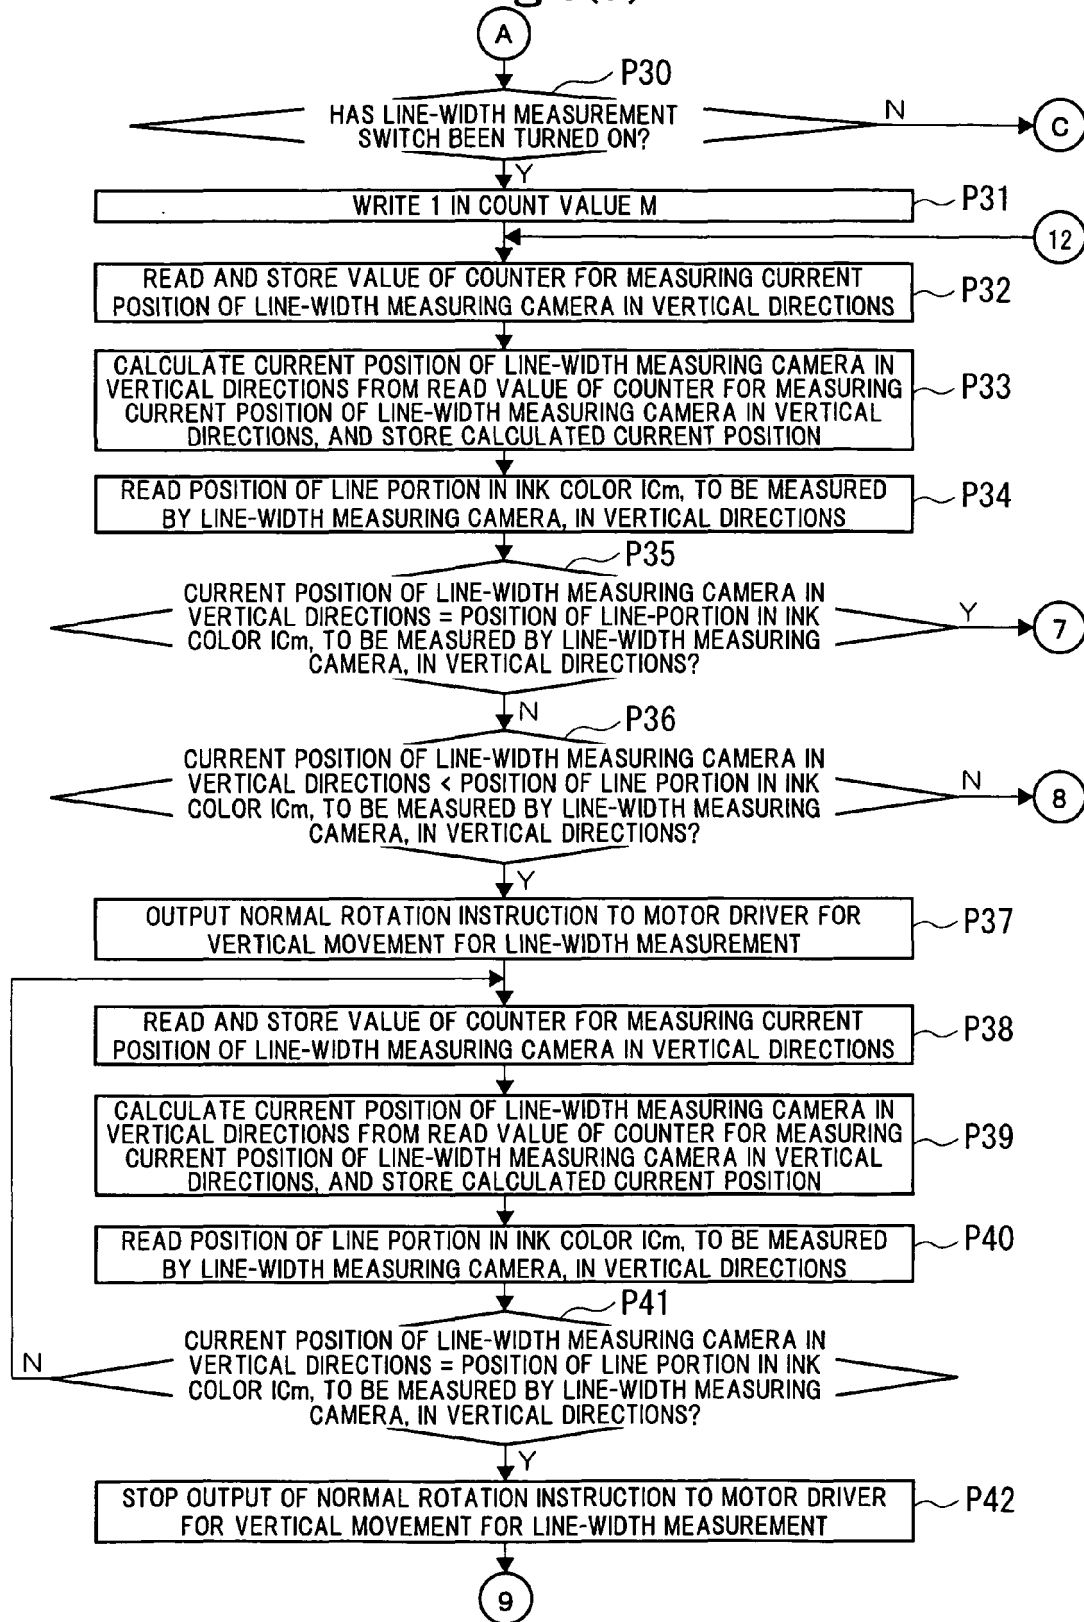 A
P30
HAS LINE-WIDTH MEASUREMENT
SWITCH BEEN TURNED ON?
N
C
Y
WRITE 1 IN COUNT VALUE M
P31
12
READ AND STORE VALUE OF COUNTER FOR MEASURING CURRENT
POSITION OF LINE-WIDTH MEASURING CAMERA IN VERTICAL DIRECTIONS
P32
CALCULATE CURRENT POSITION OF LINE-WIDTH MEASURING CAMERA IN
VERTICAL DIRECTIONS FROM READ VALUE OF COUNTER FOR MEASURING
CURRENT POSITION OF LINE-WIDTH MEASURING CAMERA IN VERTICAL
DIRECTIONS, AND STORE CALCULATED CURRENT POSITION
P33
READ POSITION OF LINE PORTION IN INK COLOR ICm, TO BE MEASURED
BY LINE-WIDTH MEASURING CAMERA, IN VERTICAL DIRECTIONS
P34
P35
CURRENT POSITION OF LINE-WIDTH MEASURING CAMERA IN
VERTICAL DIRECTIONS = POSITION OF LINE-PORTION IN INK
COLOR ICm, TO BE MEASURED BY LINE-WIDTH MEASURING
CAMERA, IN VERTICAL DIRECTIONS?
Y
7
N
P36
CURRENT POSITION OF LINE-WIDTH MEASURING CAMERA IN
VERTICAL DIRECTIONS < POSITION OF LINE PORTION IN INK
COLOR ICm, TO BE MEASURED BY LINE-WIDTH MEASURING
CAMERA, IN VERTICAL DIRECTIONS?
N
8
Y
OUTPUT NORMAL ROTATION INSTRUCTION TO MOTOR DRIVER FOR
VERTICAL MOVEMENT FOR LINE-WIDTH MEASUREMENT
P37
READ AND STORE VALUE OF COUNTER FOR MEASURING CURRENT
POSITION OF LINE-WIDTH MEASURING CAMERA IN VERTICAL DIRECTIONS
P38
CALCULATE CURRENT POSITION OF LINE-WIDTH MEASURING CAMERA IN
VERTICAL DIRECTIONS FROM READ VALUE OF COUNTER FOR MEASURING
CURRENT POSITION OF LINE-WIDTH MEASURING CAMERA IN VERTICAL
DIRECTIONS, AND STORE CALCULATED CURRENT POSITION
P39
READ POSITION OF LINE PORTION IN INK COLOR ICm, TO BE MEASURED
BY LINE-WIDTH MEASURING CAMERA, IN VERTICAL DIRECTIONS
P40
P41
CURRENT POSITION OF LINE-WIDTH MEASURING CAMERA IN
VERTICAL DIRECTIONS = POSITION OF LINE PORTION IN INK
COLOR ICm, TO BE MEASURED BY LINE-WIDTH MEASURING
CAMERA, IN VERTICAL DIRECTIONS?
N
Y
STOP OUTPUT OF NORMAL ROTATION INSTRUCTION TO MOTOR DRIVER
FOR VERTICAL MOVEMENT FOR LINE-WIDTH MEASUREMENT
P42
9